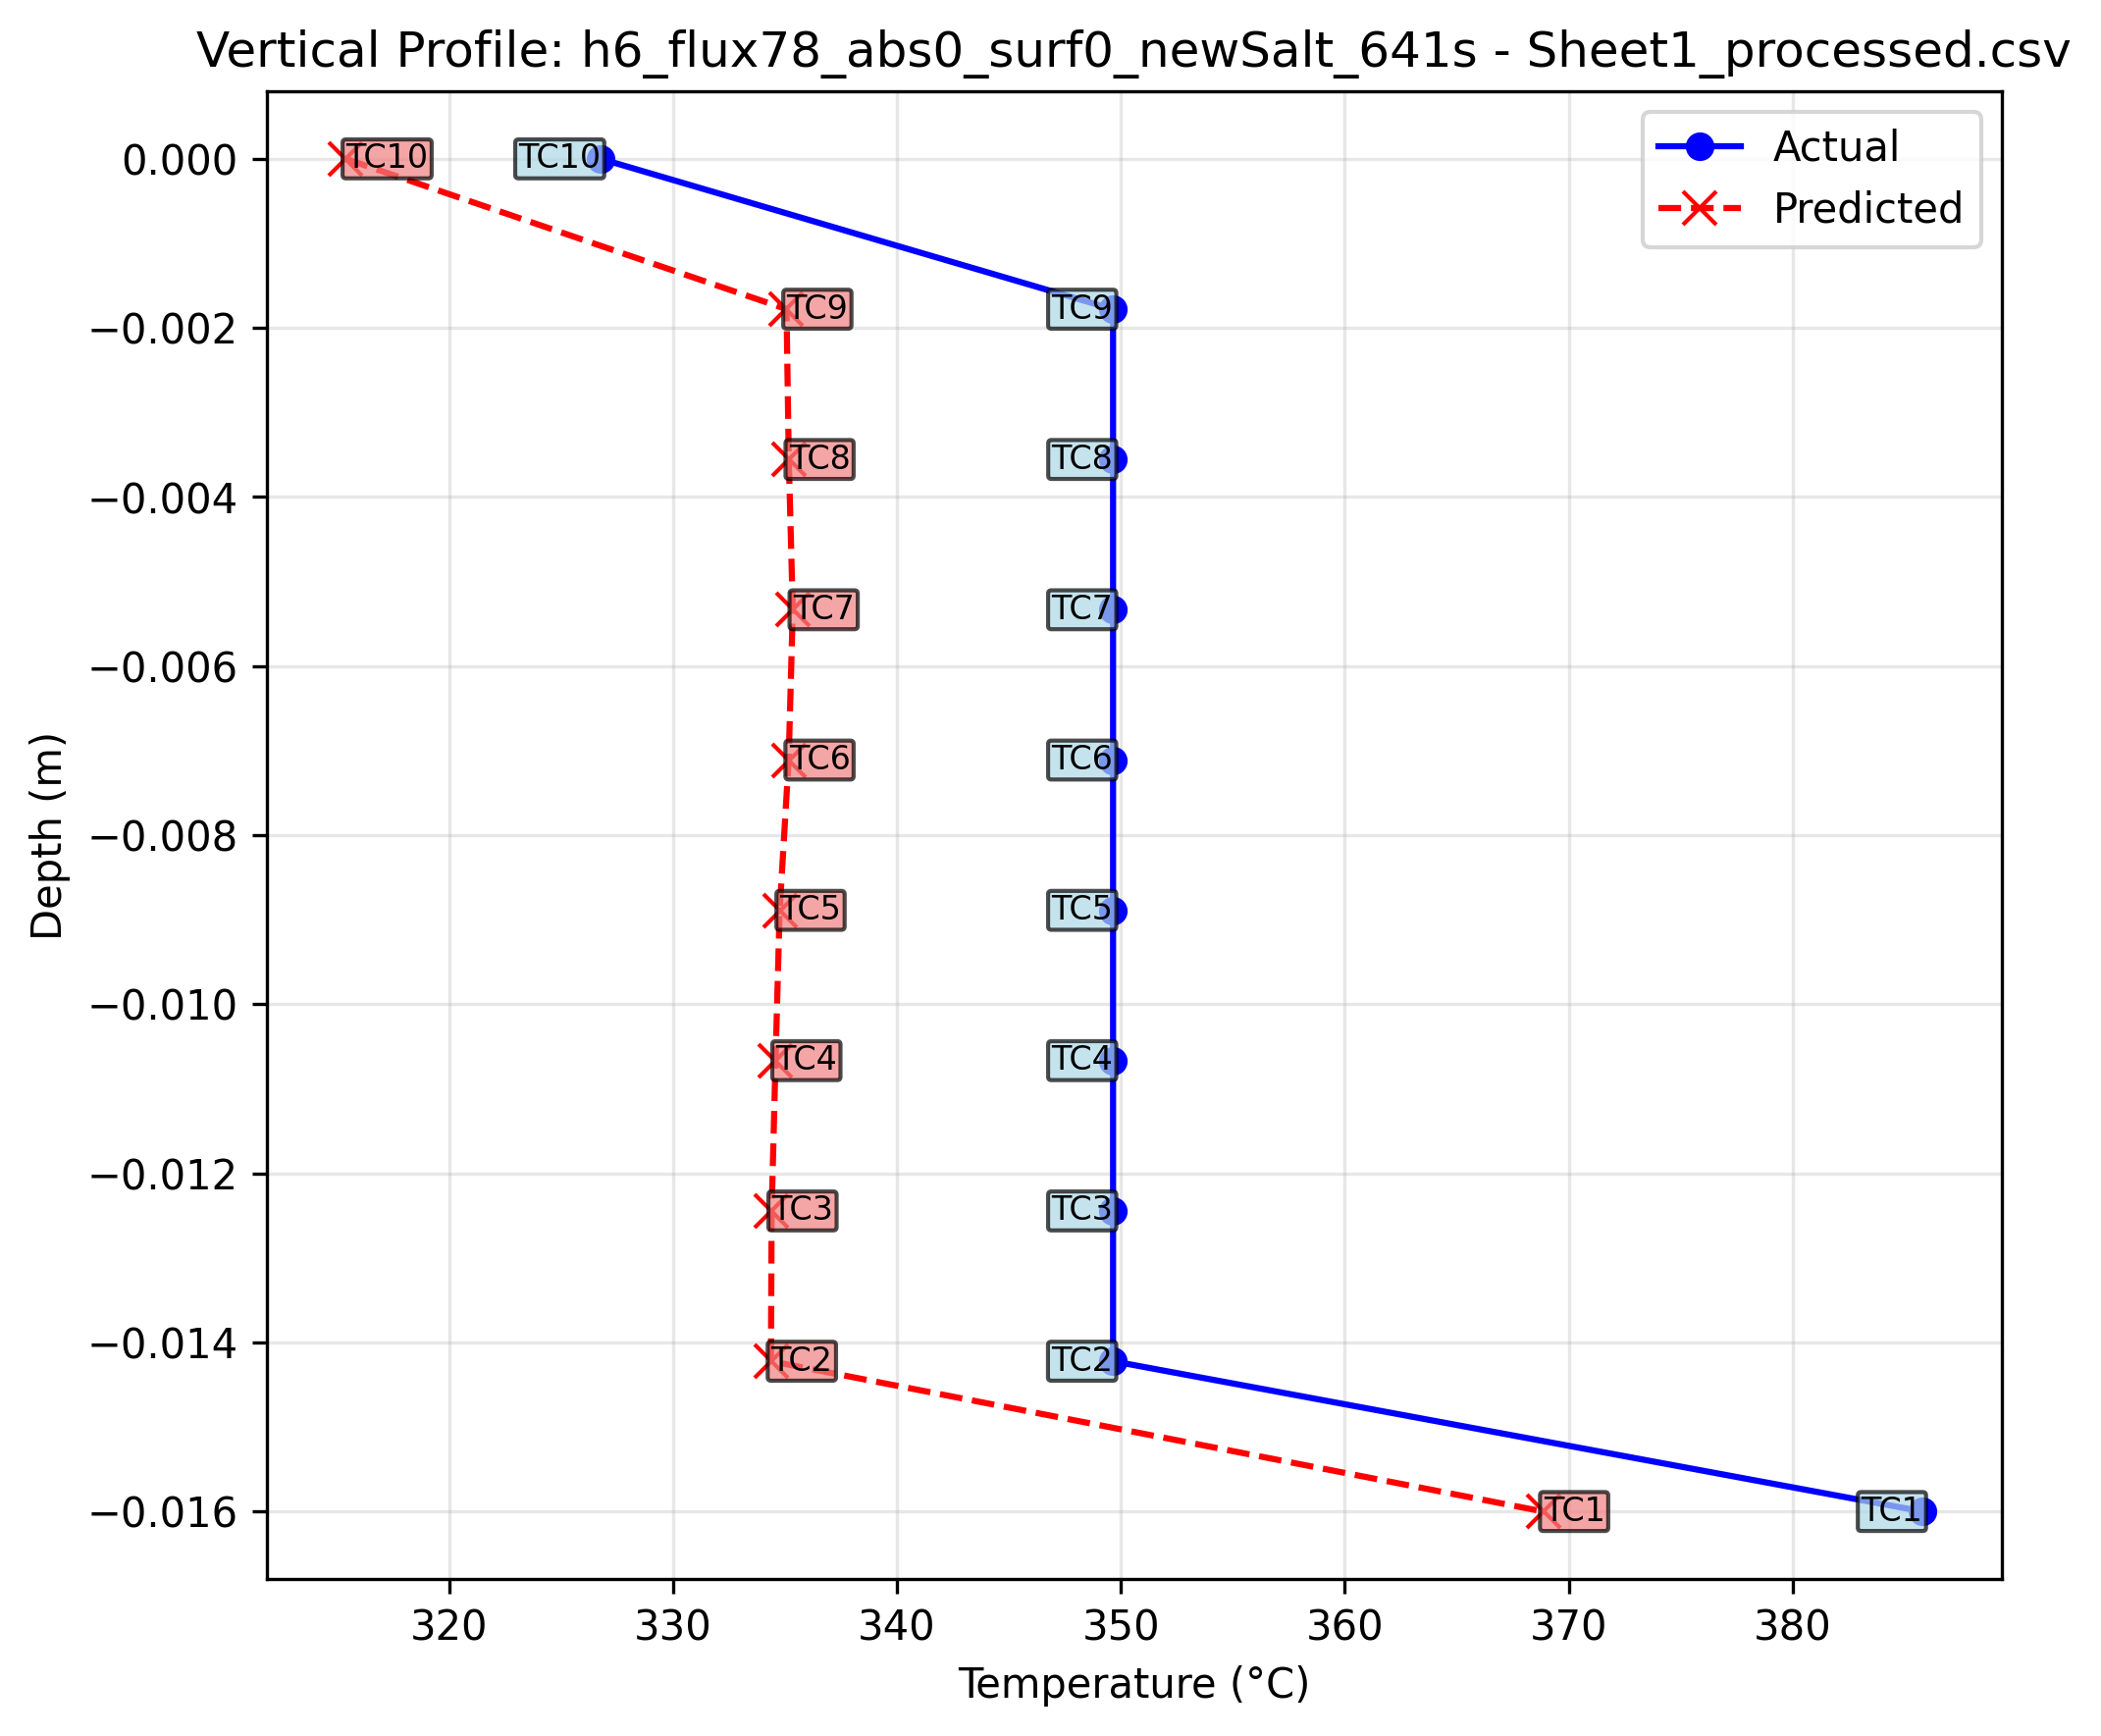 Vertical Profile: h6_flux78_abs0_surf0_newSalt_641s - Sheet1_processed.csv
Actual
Predicted
0.000
−0.002
−0.004
−0.006
−0.008
−0.010
−0.012
−0.014
−0.016
Depth (m)
TC10
TC10
TC9
TC9
TC8
TC8
TC7
TC7
TC6
TC6
TC5
TC5
TC4
TC4
TC3
TC3
TC2
TC2
TC1
TC1
320
330
340
350
360
370
380
Temperature (°C)